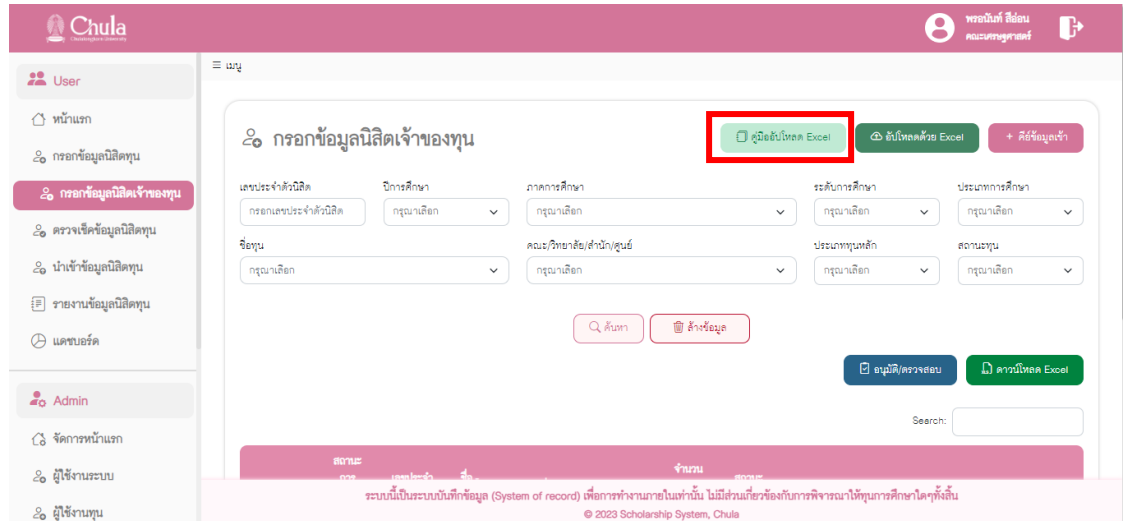 Chula
Chulalongkorn University
พรอนันท์ สีอ่อน
คณะเศรษฐศาสตร์
User
หน้าแรก
กรอกข้อมูลนิสิตทุน
กรอกข้อมูลนิสิตเจ้าของทุน
ตรวจเช็คข้อมูลนิสิตทุน
นำเข้าข้อมูลนิสิตทุน
รายงานข้อมูลนิสิตทุน
แดชบอร์ด
Admin
จัดการหน้าแรก
ผู้ใช้งานระบบ
ผู้ใช้งานทุน
เมนู
กรอกข้อมูลนิสิตเจ้าของทุน
คู่มืออัปโหลด Excel
อัปโหลดด้วย Excel
+ คีย์ข้อมูลเข้า
เลขประจำตัวนิสิต ปีการศึกษา ภาคการศึกษา ระดับการศึกษา ประเภทการศึกษา
กรอกเลขประจำตัวนิสิต กรุณาเลือก กรุณาเลือก กรุณาเลือก กรุณาเลือก
ชื่อทุน คณะ/วิทยาลัย/สำนัก/ศูนย์ ประเภททุนหลัก สถานะทุน
กรุณาเลือก กรุณาเลือก กรุณาเลือก กรุณาเลือก
ค้นหา ล้างข้อมูล
อนุมัติ/ตรวจสอบ ดาวน์โหลด Excel
Search:
สถานะ จำนวน
ระบบนี้เป็นระบบบันทึกข้อมูล (System of record) เพื่อการทำงานภายในเท่านั้น ไม่มีส่วนเกี่ยวข้องกับการพิจารณาให้ทุนการศึกษาใดๆทั้งสิ้น
© 2023 Scholarship System, Chula